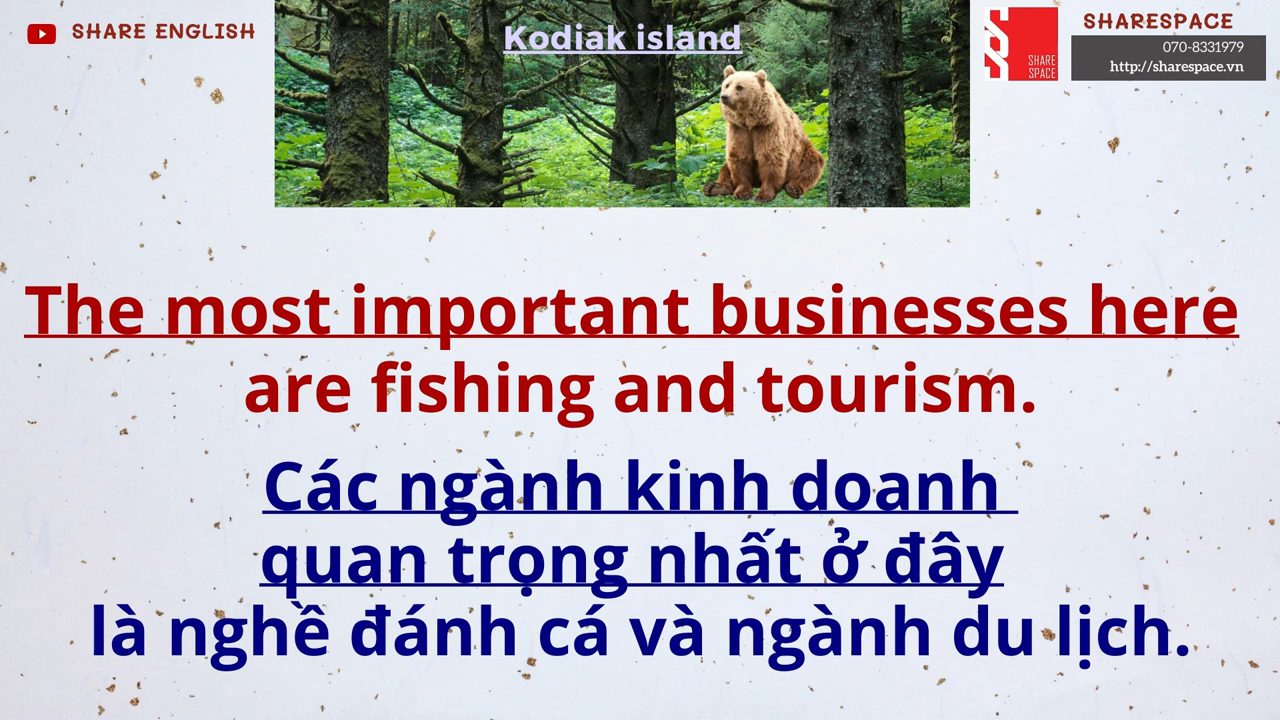 SHARE ENGLISH
Kodiak island
SHARE
SPACE
SHARESPACE
070-8331979
http://sharespace.vn
The most important businesses here
are fishing and tourism.
Các ngành kinh doanh
quan trọng nhất ở đây
là nghề đánh cá và ngành du lịch.